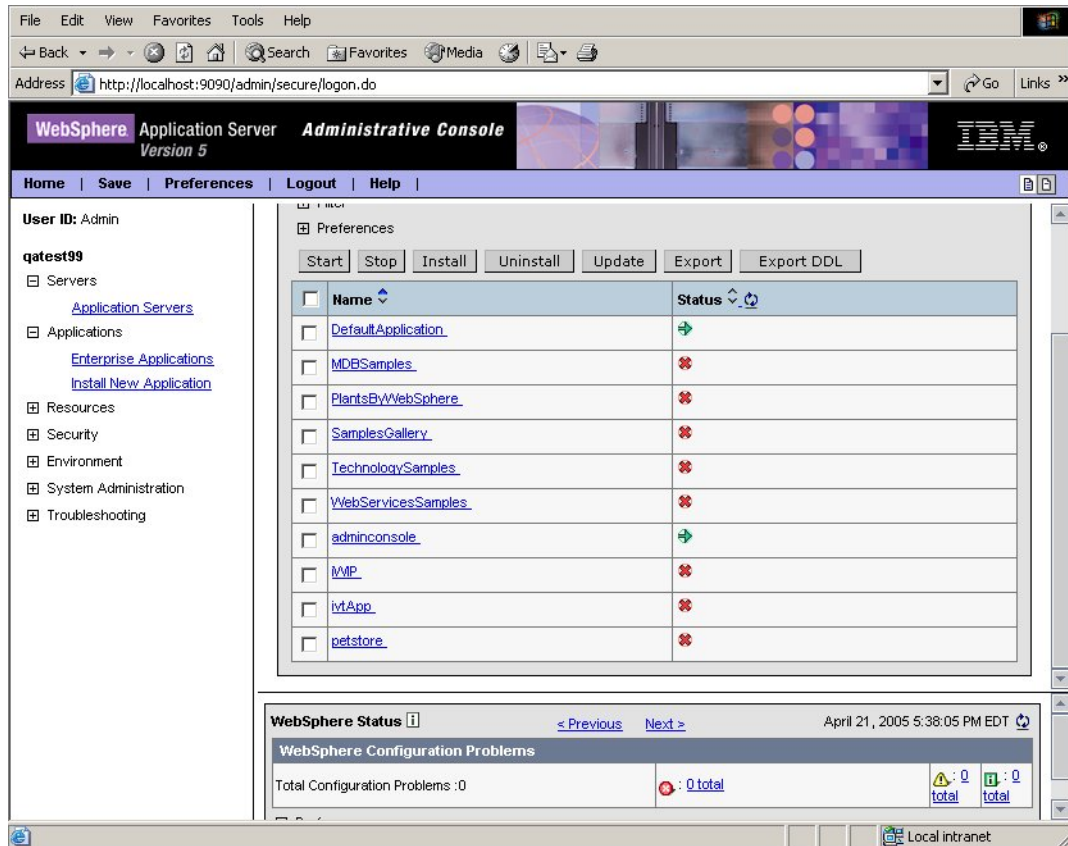 File Edit View Favorites Tools Help
Back Search Favorites Media
Address http://localhost:9090/admin/secure/logon.do Go Links »
WebSphere Application Server Administrative Console
Version 5
IBM®
Home | Save | Preferences | Logout | Help |
User ID: Admin
qatest99
Servers
Application Servers
Applications
Enterprise Applications
Install New Application
Resources
Security
Environment
System Administration
Troubleshooting
Filter
Preferences
Start Stop Install Uninstall Update Export Export DDL
Name Status
DefaultApplication
MDBSamples
PlantsByWebSphere
SamplesGallery
TechnologySamples
WebServicesSamples
adminconsole
ivtApp
petstore
WebSphere Status i < Previous Next > April 21, 2005 5:38:05 PM EDT
WebSphere Configuration Problems
Total Configuration Problems :0 : 0 total : 0 total : 0 total
Local intranet